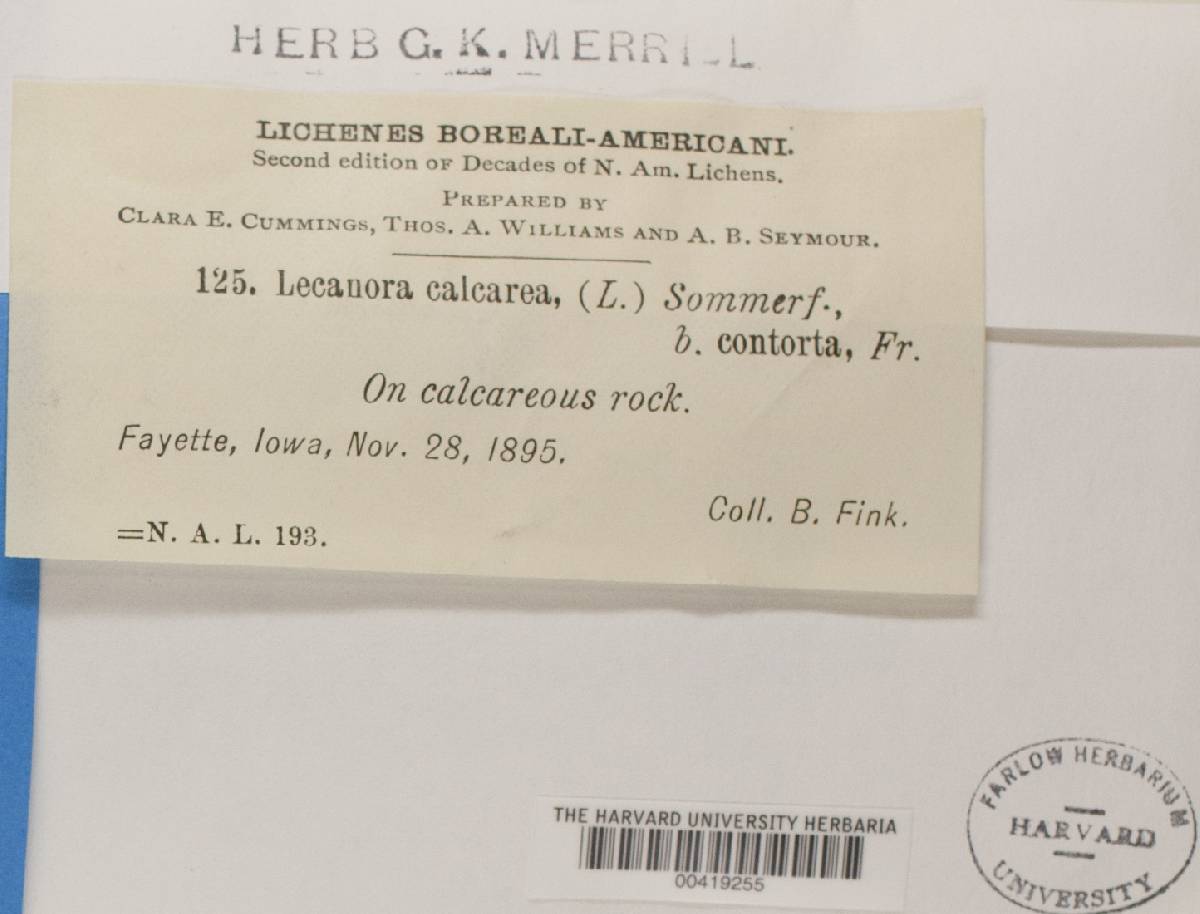 HERB G. K. MERRILL
LICHENES BOREALI-AMERICANI.
Second edition OF Decades of N. Am. Lichens.
PREPARED BY
CLARA E. CUMMINGS, THOS. A. WILLIAMS AND A. B. SEYMOUR.
125. Lecanora calcarea, (L.) Sommerf.,
b. contorta, Fr.
On calcareous rock.
Fayette, Iowa, Nov. 28, 1895.
Coll. B. Fink.
=N. A. L. 193.
THE HARVARD UNIVERSITY HERBARIA
00419255
FARLOW HERBARIUM
HARVARD
UNIVERSITY